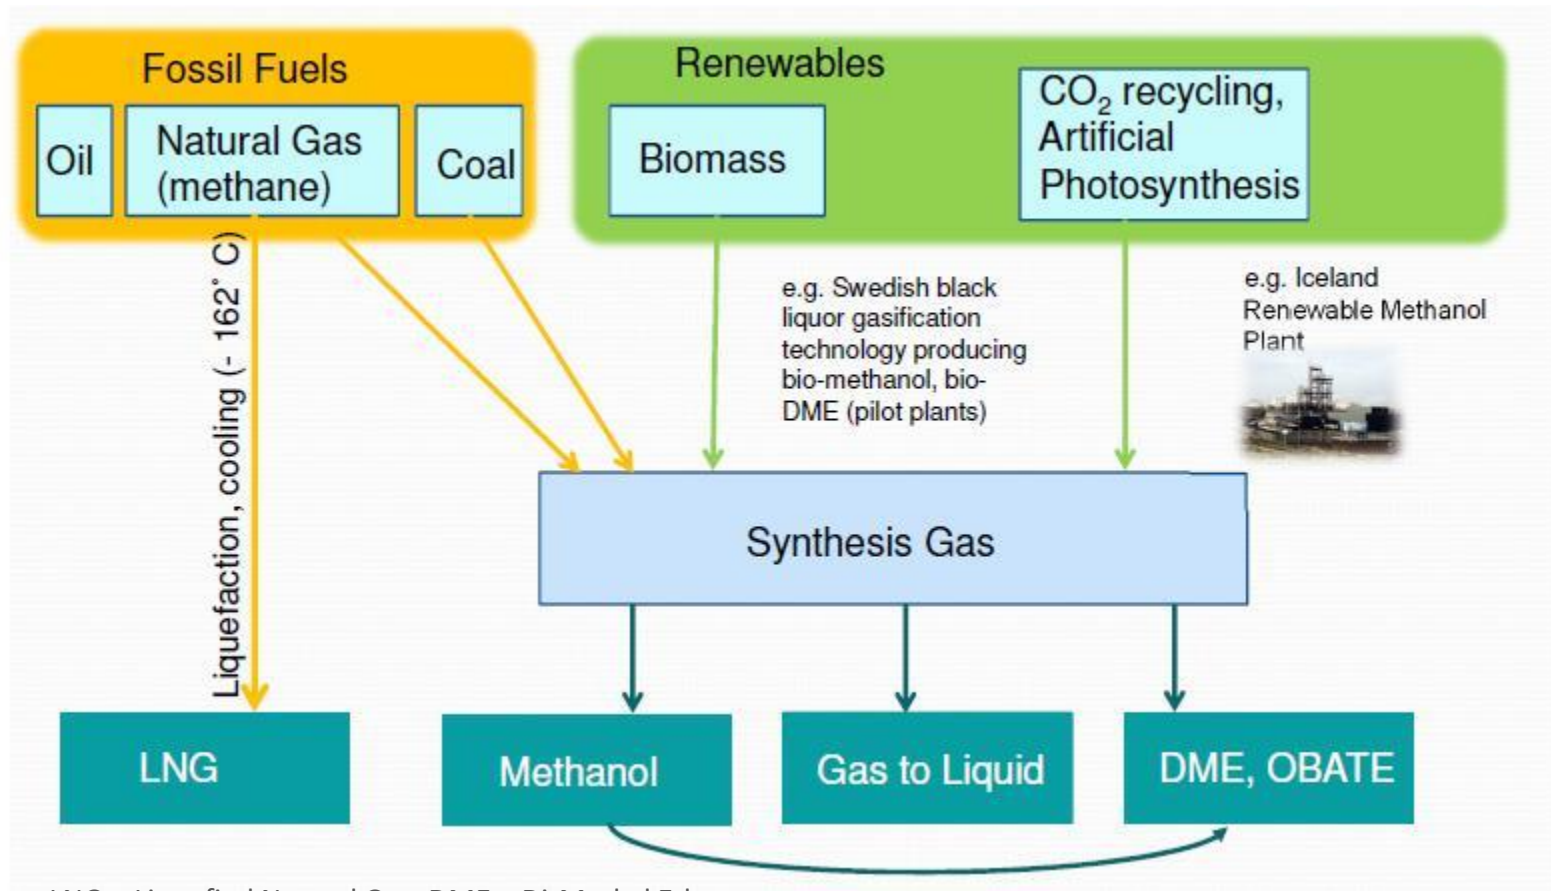 Fossil Fuels
Oil
Natural Gas
(methane)
Coal
Renewables
Biomass
CO₂ recycling,
Artificial
Photosynthesis
Liquefaction, cooling (- 162° C)
e.g. Swedish black
liquor gasification
technology producing
bio-methanol, bio-
DME (pilot plants)
e.g. Iceland
Renewable Methanol
Plant
Synthesis Gas
LNG
Methanol
Gas to Liquid
DME, OBATE